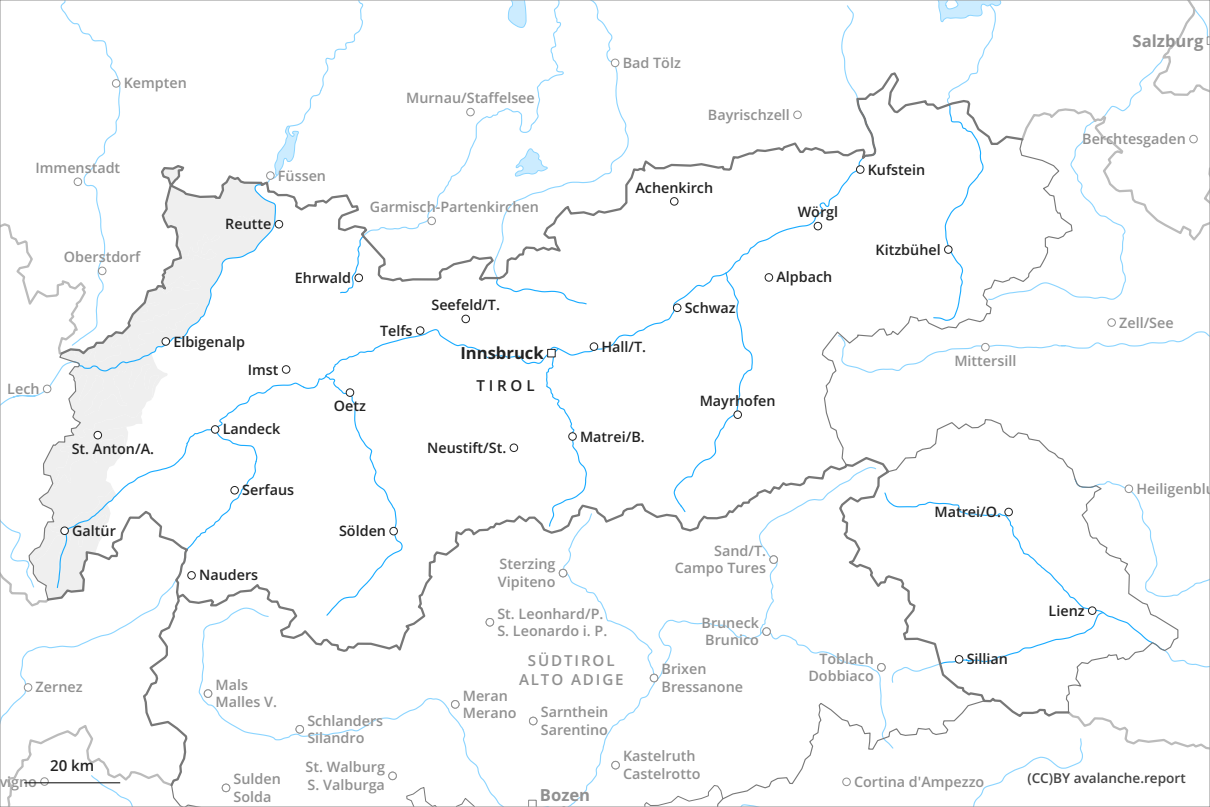 Salzburg
Bad Tölz
Kempten
Murnau/Staffelsee
Bayrischzell
Berchtesgaden
Immenstadt
Füssen
Kufstein
Achenkirch
Garmisch-Partenkirchen
Wörgl
Reutte
Kitzbühel
Oberstdorf
Ehrwald
Alpbach
Seefeld/T.
Schwaz
Telfs
Zell/See
Elbigenalp
Innsbruck
Hall/T.
Mittersill
Imst
TIROL
Lech
Oetz
Mayrhofen
Landeck
Matrei/B.
St. Anton/A.
Neustift/St.
Serfaus
Heiligenblu
Matrei/O.
Galtür
Sölden
Sand/T.
Campo Tures
Sterzing
Vipiteno
Nauders
Lienz
St. Leonhard/P.
S. Leonardo i. P.
Bruneck
Brunico
SÜDTIROL
ALTO ADIGE
Toblach
Dobbiaco
Sillian
Brixen
Bressanone
Zernez
Mals
Malles V.
Meran
Merano
Sarnthein
Sarentino
Schlanders
Silandro
Kastelruth
Castelrotto
20 km
St. Walburg
S. Valburga
vigno
Sulden
Solda
Cortina d'Ampezzo
(CC)BY avalanche.report
Bozen